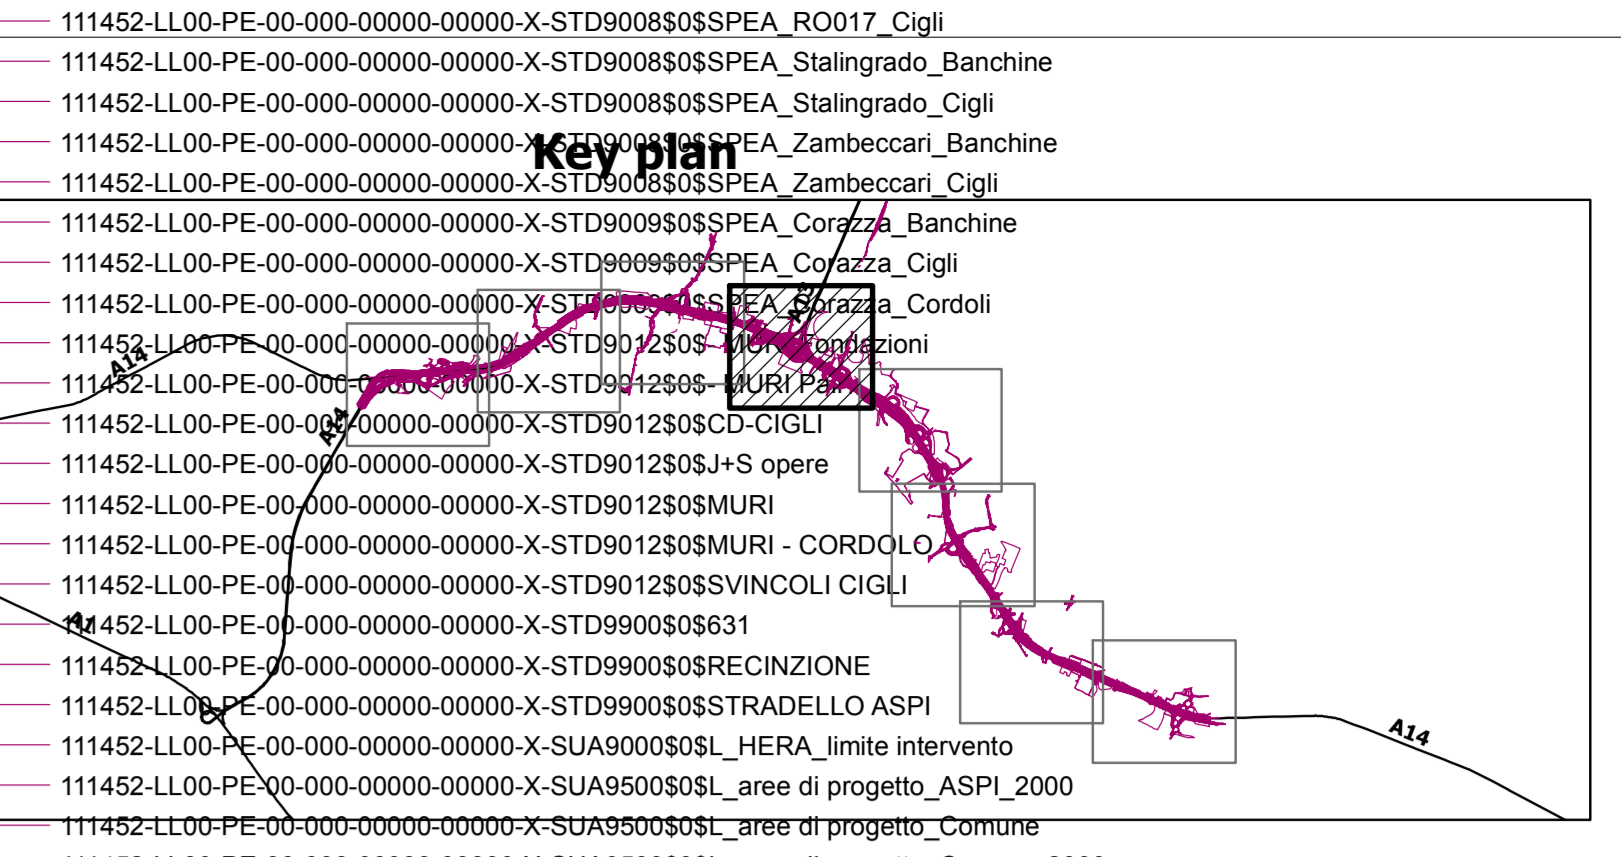 111452-LL00-PE-00-000-00000-00000-X-STD9008$0$SPEA_RO017_Cigli
111452-LL00-PE-00-000-00000-00000-X-STD9008$0$SPEA_Stalingrado_Banchine
111452-LL00-PE-00-000-00000-00000-X-STD9008$0$SPEA_Stalingrado_Cigli
111452-LL00-PE-00-000-00000-00000-X-STD9008$0$SPEA_Zambeccari_Banchine
Key plan
111452-LL00-PE-00-000-00000-00000-X-STD9008$0$SPEA_Zambeccari_Cigli
111452-LL00-PE-00-000-00000-00000-X-STD9009$0$SPEA_Corazza_Banchine
111452-LL00-PE-00-000-00000-00000-X-STD9009$0$SPEA_Corazza_Cigli
111452-LL00-PE-00-000-00000-00000-X-STD9009$0$SPEA_Corazza_Cordoli
A13
111452-LL00-PE-00-000-00000-00000-X-STD9012$0$- MURI Fondazioni
A14
111452-LL00-PE-00-000-00000-00000-X-STD9012$0$- MURI
111452-LL00-PE-00-000-00000-00000-X-STD9012$0$CD-CIGLI
A14
111452-LL00-PE-00-000-00000-00000-X-STD9012$0$J+S opere
111452-LL00-PE-00-000-00000-00000-X-STD9012$0$MURI
111452-LL00-PE-00-000-00000-00000-X-STD9012$0$MURI - CORDOLO
111452-LL00-PE-00-000-00000-00000-X-STD9012$0$SVINCOLI CIGLI
A1
111452-LL00-PE-00-000-00000-00000-X-STD9900$0$631
111452-LL00-PE-00-000-00000-00000-X-STD9900$0$RECINZIONE
111452-LL00-PE-00-000-00000-00000-X-STD9900$0$STRADELLO ASPI
A14
111452-LL00-PE-00-000-00000-00000-X-SUA9000$0$L_HERA_limite intervento
111452-LL00-PE-00-000-00000-00000-X-SUA9500$0$L_aree di progetto_ASPI_2000
111452-LL00-PE-00-000-00000-00000-X-SUA9500$0$L_aree di progetto_Comune